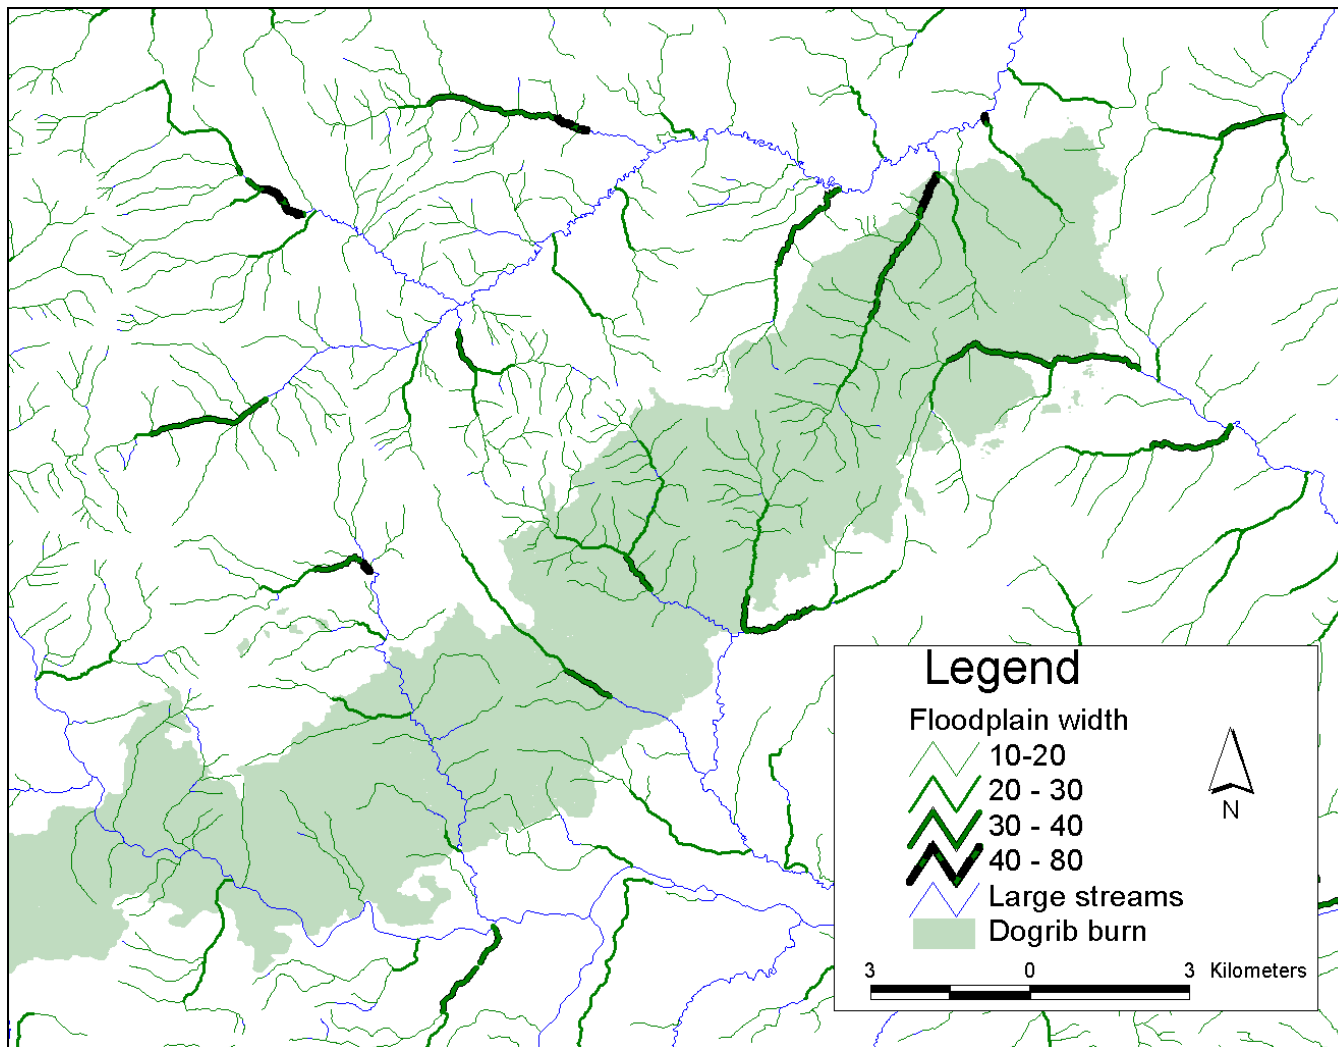 Legend
Floodplain width
10-20
20 - 30
30 - 40
40 - 80
Large streams
Dogrib burn
N
3 0 3 Kilometers